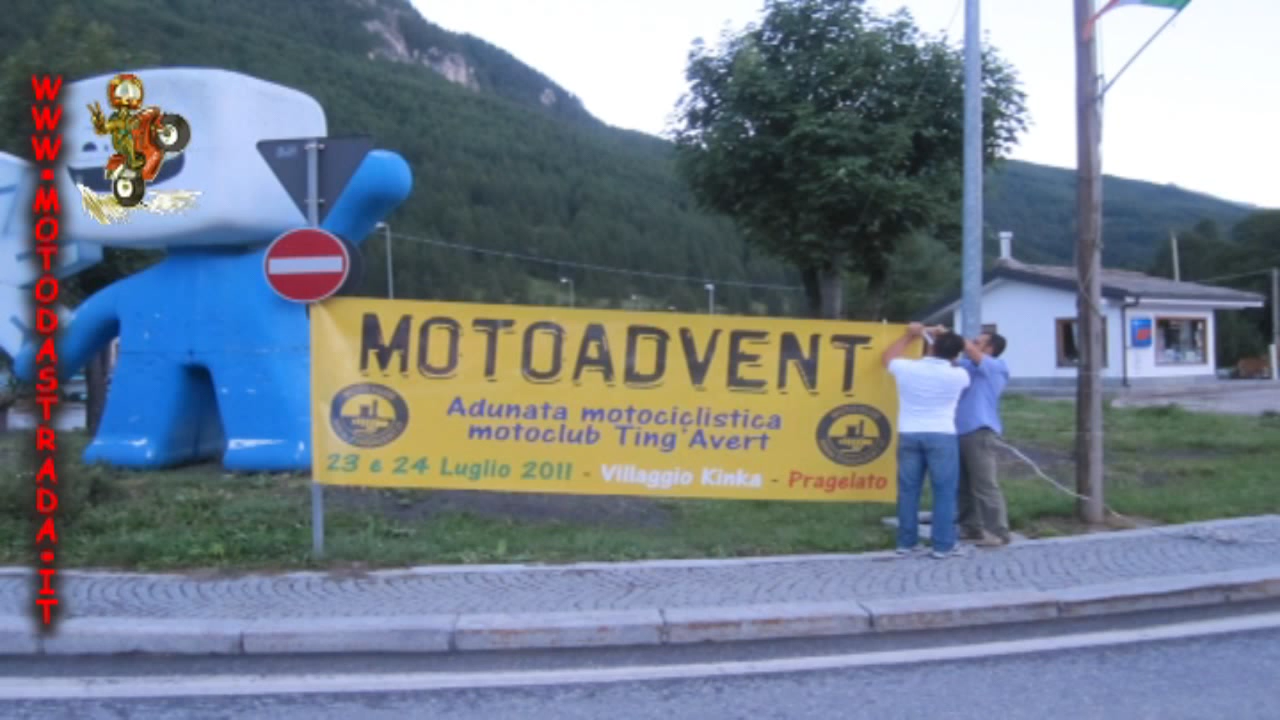 WWW.MOTODASTRADA.IT
MOTOADVENT
Adunata motociclistica
motoclub Ting'Avert
23 e 24 Luglio 2011 - Villaggio Kinka - Pragelato